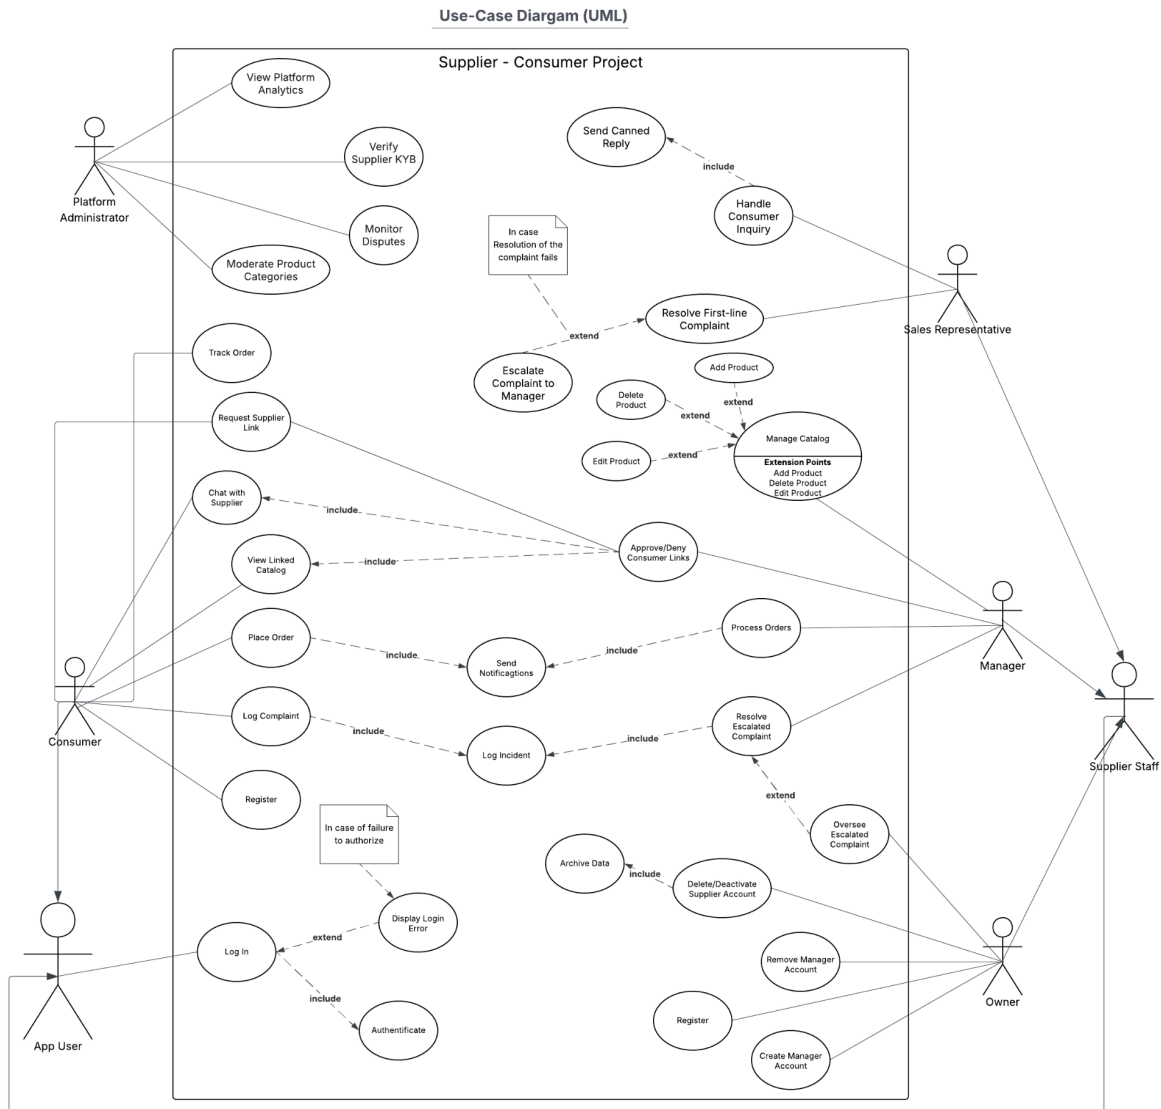 Use-Case Diargam (UML)
Supplier - Consumer Project
View Platform
Analytics
Verify
Supplier KYB
Platform
Administrator
Monitor
Disputes
Moderate Product
Categories
Send Canned
Reply
include
Handle
Consumer
Inquiry
In case
Resolution of the
complaint fails
Sales Representative
Resolve First-line
Complaint
extend
Escalate
Complaint to
Manager
Track Order
Request Supplier
Link
Add Product
extend
Delete
Product
extend
Edit Product
extend
Manage Catalog
Extension Points
Add Product
Delete Product
Edit Product
Chat with
Supplier
include
View Linked
Catalog
include
Approve/Deny
Consumer Links
Place Order
include
Send
Notificagtions
include
Process Orders
Manager
Consumer
Log Complaint
include
Log Incident
include
Resolve
Escalated
Complaint
Supplier Staff
extend
Oversee
Escalated
Complaint
Register
In case of failure
to authorize
Archive Data
include
Delete/Deactivate
Supplier Account
Display Login
Error
extend
Log In
include
Authentificate
App User
Remove Manager
Account
Owner
Register
Create Manager
Account